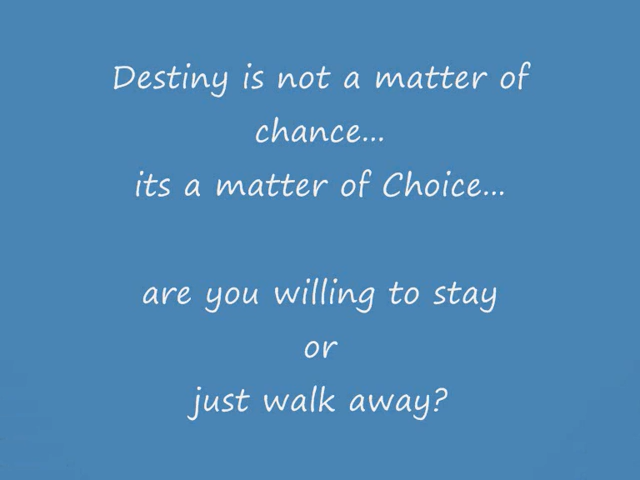 Destiny is not a matter of
chance...
its a matter of Choice...
are you willing to stay
or
just walk away?